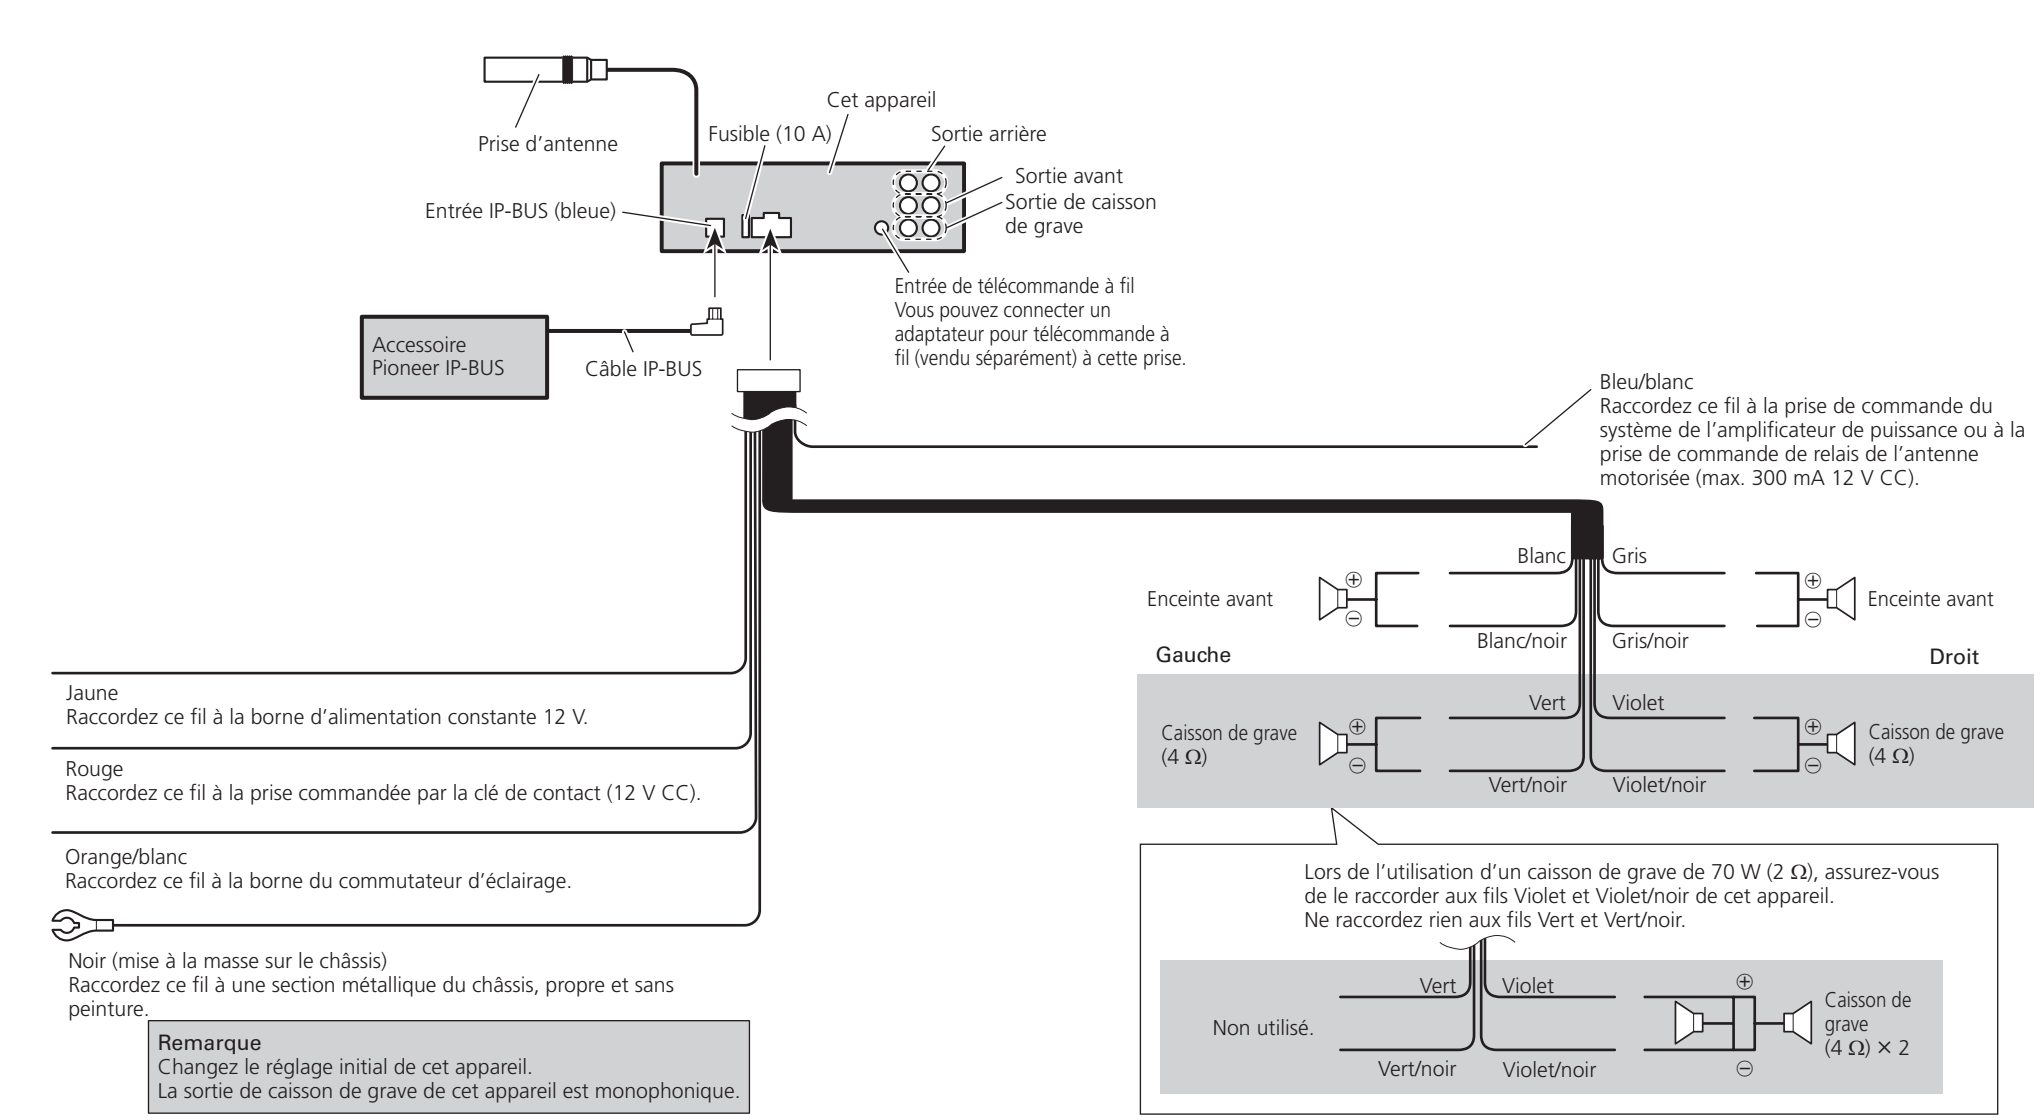 Prise d'antenne
Cet appareil
Fusible (10 A)
Sortie arrière
Sortie avant
Sortie de caisson
de grave
Entrée IP-BUS (bleue)
Entrée de télécommande à fil
Vous pouvez connecter un
adaptateur pour télécommande à
fil (vendu séparément) à cette prise.
Accessoire
Pioneer IP-BUS
Câble IP-BUS
Bleu/blanc
Raccordez ce fil à la prise de commande du
système de l'amplificateur de puissance ou à la
prise de commande de relais de l'antenne
motorisée (max. 300 mA 12 V CC).
Blanc
Gris
Enceinte avant
⊕
⊖
⊕
⊖
Enceinte avant
Blanc/noir
Gris/noir
Gauche
Droit
Vert
Violet
Caisson de grave
(4 Ω)
⊕
⊖
⊕
⊖
Caisson de grave
(4 Ω)
Vert/noir
Violet/noir
Jaune
Raccordez ce fil à la borne d'alimentation constante 12 V.
Rouge
Raccordez ce fil à la prise commandée par la clé de contact (12 V CC).
Orange/blanc
Raccordez ce fil à la borne du commutateur d'éclairage.
Noir (mise à la masse sur le châssis)
Raccordez ce fil à une section métallique du châssis, propre et sans
peinture.
Remarque
Changez le réglage initial de cet appareil.
La sortie de caisson de grave de cet appareil est monophonique.
Lors de l'utilisation d'un caisson de grave de 70 W (2 Ω), assurez-vous
de le raccorder aux fils Violet et Violet/noir de cet appareil.
Ne raccordez rien aux fils Vert et Vert/noir.
Vert
Violet
Non utilisé.
⊕
⊖
Caisson de
grave
(4 Ω) × 2
Vert/noir
Violet/noir